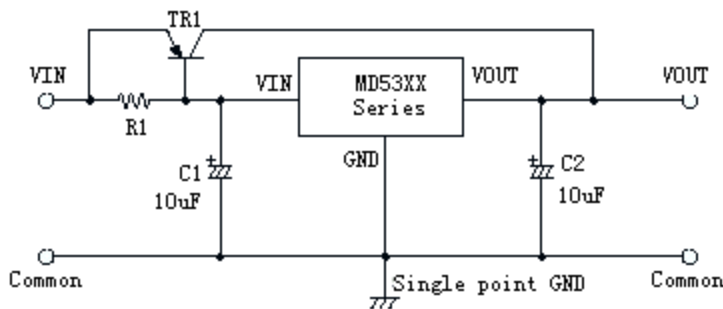 TR1
VIN
VIN
MD53XX
Series
VOUT
VOUT
R1
GND
C1
10uF
C2
10uF
Common
Single point GND
Common